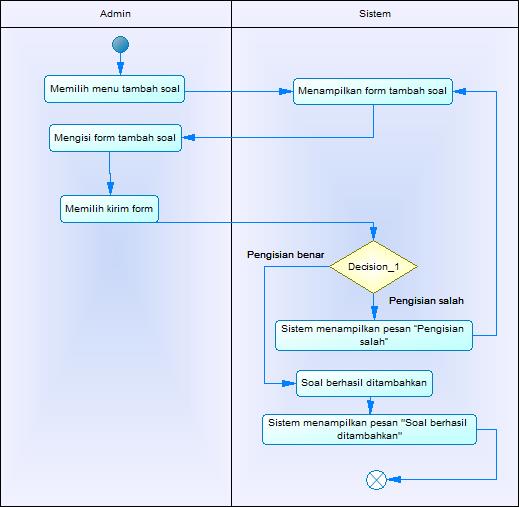 Admin
Sistem
Memilih menu tambah soal
Menampilkan form tambah soal
Mengisi form tambah soal
Memilih kirim form
Pengisian benar
Decision_1
Pengisian salah
Sistem menampilkan pesan "Pengisian
salah"
Soal berhasil ditambahkan
Sistem menampilkan pesan "Soal berhasil
ditambahkan"